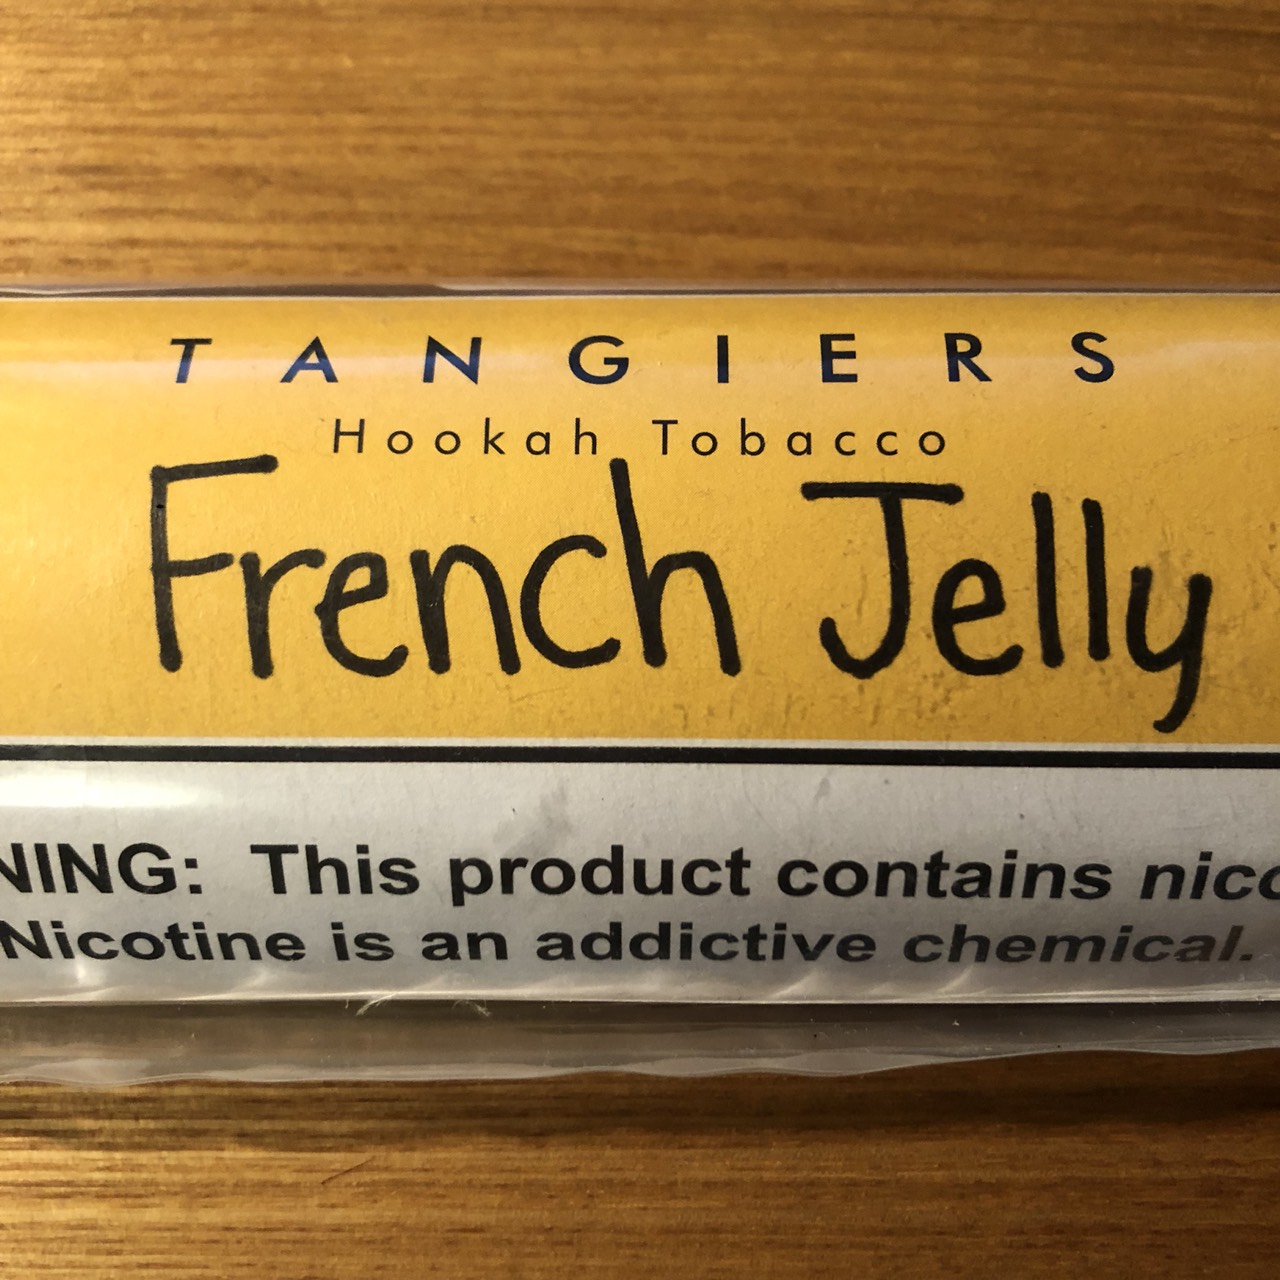 TANGIERS
Hookah Tobacco
French Jelly
NING: This product contains nico
Nicotine is an addictive chemical.